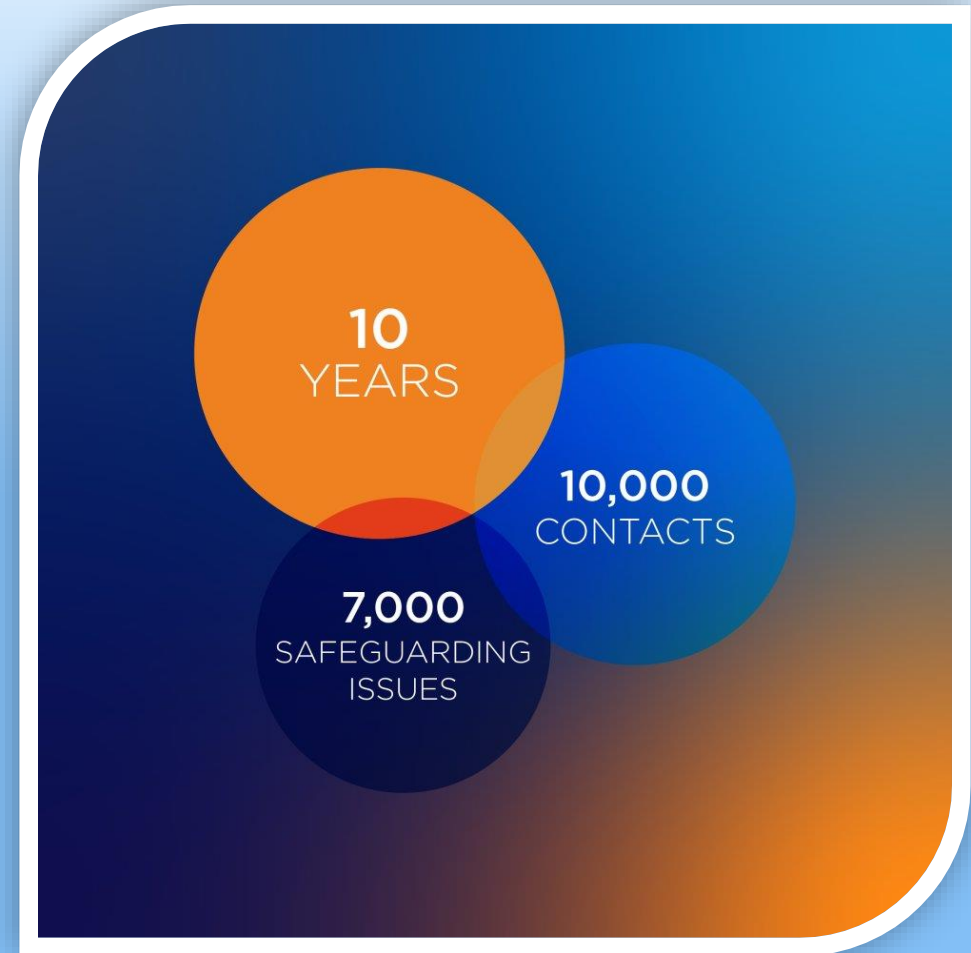 10
YEARS
10,000
CONTACTS
7,000
SAFEGUARDING
ISSUES